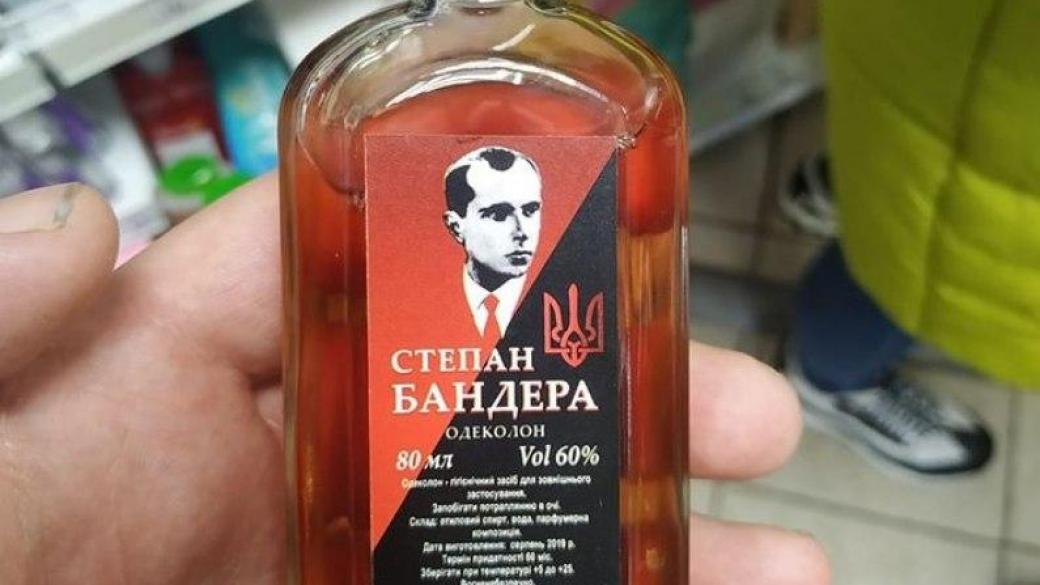 СТЕПАН
БАНДЕРА
ОДЕКОЛОН
80 мл Vol 60%
Одеколон - гігієнічний засіб для зовнішнього
застосування.
Запобігати потраплянню в очі.
Склад: етиловий спирт, вода, парфумерна
композиція.
Дата виготовлення: серпень 2019 р.
Термін придатності 60 міс.
Зберігати при температурі +5 до +25.
Вогненебезпечно.